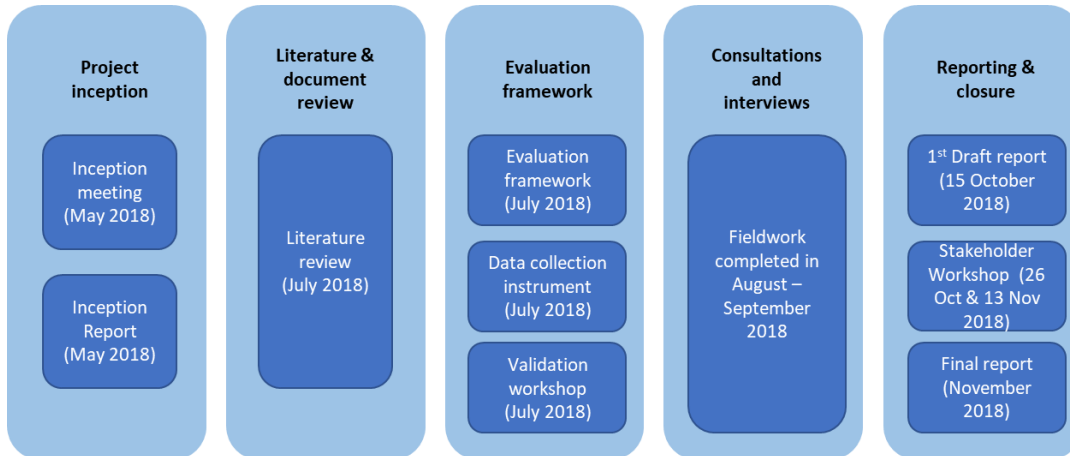 Project
inception
Inception
meeting
(May 2018)
Inception
Report
(May 2018)
Literature &
document
review
Literature
review
(July 2018)
Evaluation
framework
Evaluation
framework
(July 2018)
Data collection
instrument
(July 2018)
Validation
workshop
(July 2018)
Consultations
and
interviews
Fieldwork
completed in
August –
September
2018
Reporting &
closure
1st Draft report
(15 October
2018)
Stakeholder
Workshop (26
Oct & 13 Nov
2018)
Final report
(November
2018)